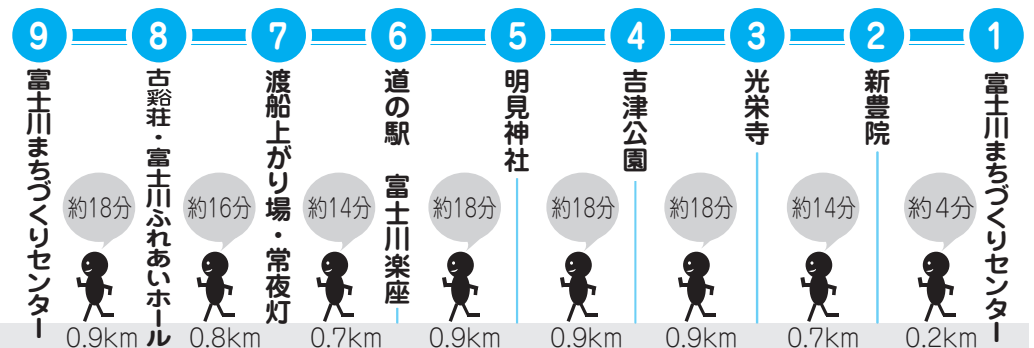 9 8 7 6 5 4 3 2 1
富士川まちづくりセンター
新豊院
光栄寺
吉津公園
明見神社
道の駅 富士川楽座
渡船上がり場・常夜灯
古谿荘・富士川ふれあいホール
富士川まちづくりセンター
約18分 約16分 約14分 約18分 約18分 約18分 約14分 約4分
0.9km 0.8km 0.7km 0.9km 0.9km 0.9km 0.7km 0.2km